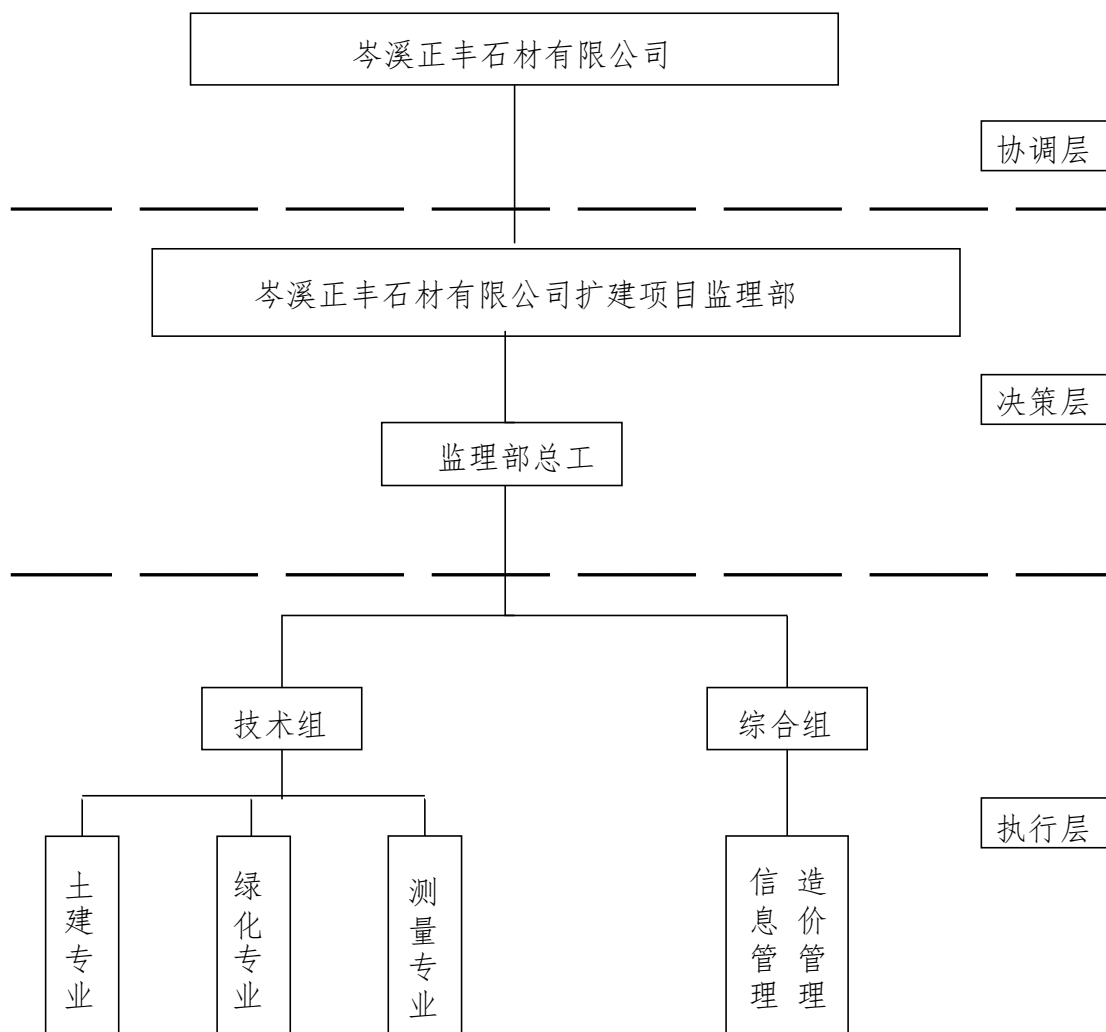 岑溪正丰石材有限公司
协调层
岑溪正丰石材有限公司扩建项目监理部
决策层
监理部总工
技术组
综合组
执行层
土建专业
绿化专业
测量专业
信息管理
造价管理